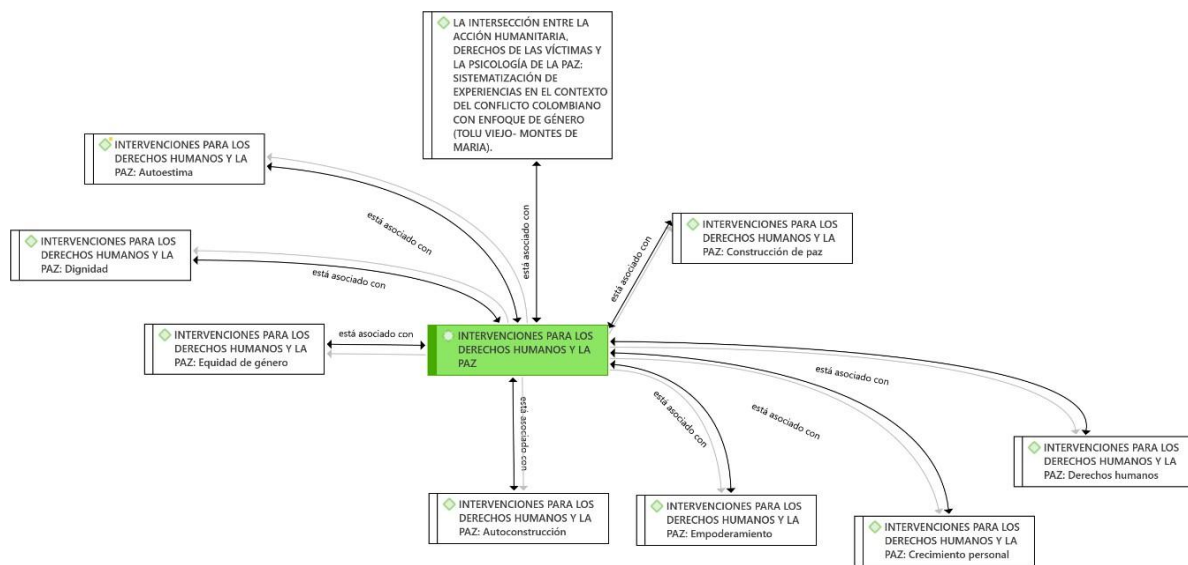 LA INTERSECCIÓN ENTRE LA
ACCIÓN HUMANITARIA,
DERECHOS DE LAS VÍCTIMAS Y
LA PSICOLOGÍA DE LA PAZ:
SISTEMATIZACIÓN DE
EXPERIENCIAS EN EL CONTEXTO
DEL CONFLICTO COLOMBIANO
CON ENFOQUE DE GÉNERO
(TOLU VIEJO- MONTES DE
MARIA).
INTERVENCIONES PARA LOS
DERECHOS HUMANOS Y LA
PAZ: Autoestima
está asociado con
está asociado con
INTERVENCIONES PARA LOS
DERECHOS HUMANOS Y LA
PAZ: Construcción de paz
está asociado con
INTERVENCIONES PARA LOS
DERECHOS HUMANOS Y LA
PAZ: Dignidad
está asociado con
INTERVENCIONES PARA LOS
DERECHOS HUMANOS Y LA
PAZ: Equidad de género
está asociado con
INTERVENCIONES PARA LOS
DERECHOS HUMANOS Y LA
PAZ
está asociado con
está asociado con
está asociado con
está asociado con
INTERVENCIONES PARA LOS
DERECHOS HUMANOS Y LA
PAZ: Derechos humanos
INTERVENCIONES PARA LOS
DERECHOS HUMANOS Y LA
PAZ: Autoconstrucción
INTERVENCIONES PARA LOS
DERECHOS HUMANOS Y LA
PAZ: Empoderamiento
INTERVENCIONES PARA LOS
DERECHOS HUMANOS Y LA
PAZ: Crecimiento personal